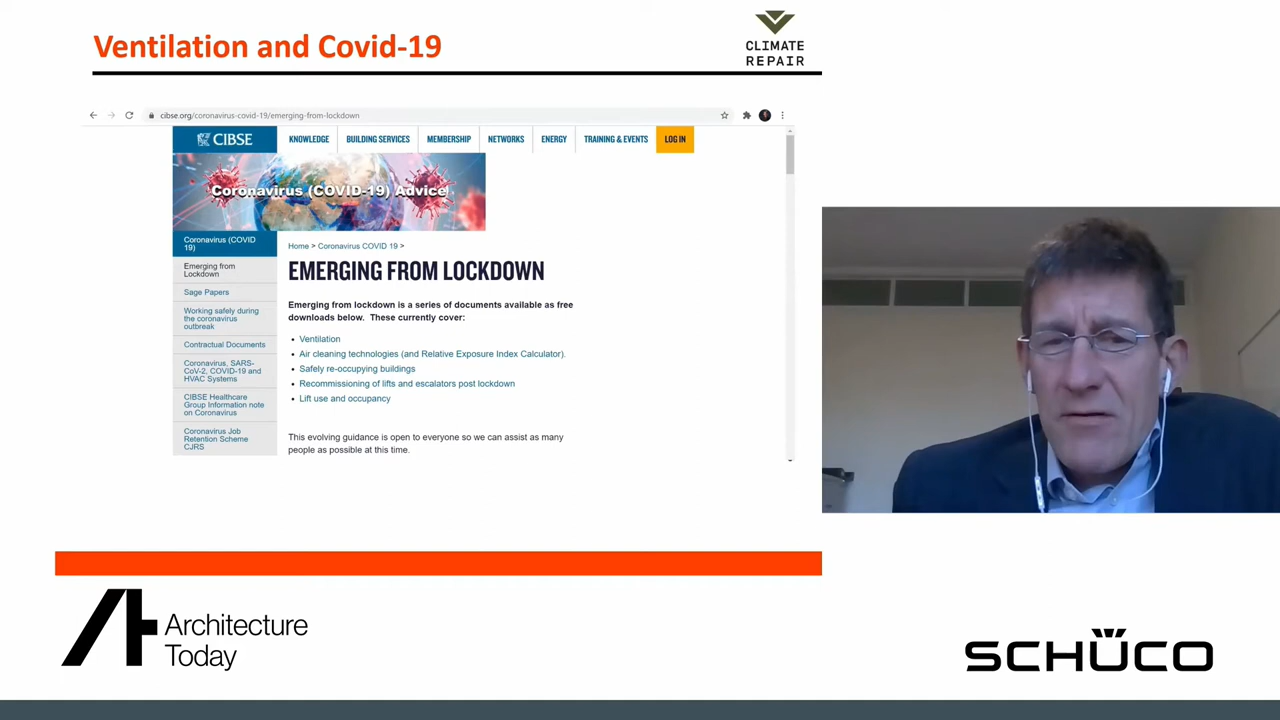 Ventilation and Covid-19
CLIMATE
REPAIR
cibse.org/coronavirus-covid-19/emerging-from-lockdown
CIBSE
KNOWLEDGE
BUILDING SERVICES
MEMBERSHIP
NETWORKS
ENERGY
TRAINING & EVENTS
LOG IN
Coronavirus (COVID-19) Advice
Coronavirus (COVID
19)
Emerging from
Lockdown
Sage Papers
Working safely during
the coronavirus
outbreak
Contractual Documents
Coronavirus, SARS-
CoV-2, COVID-19 and
HVAC Systems
CIBSE Healthcare
Group Information note
on Coronavirus
Coronavirus Job
Retention Scheme
CJRS
Home > Coronavirus COVID 19 >
EMERGING FROM LOCKDOWN
Emerging from lockdown is a series of documents available as free
downloads below. These currently cover:
• Ventilation
• Air cleaning technologies (and Relative Exposure Index Calculator).
• Safely re-occupying buildings
• Recommissioning of lifts and escalators post lockdown
• Lift use and occupancy
This evolving guidance is open to everyone so we can assist as many
people as possible at this time.
Architecture
Today
SCHÜCO